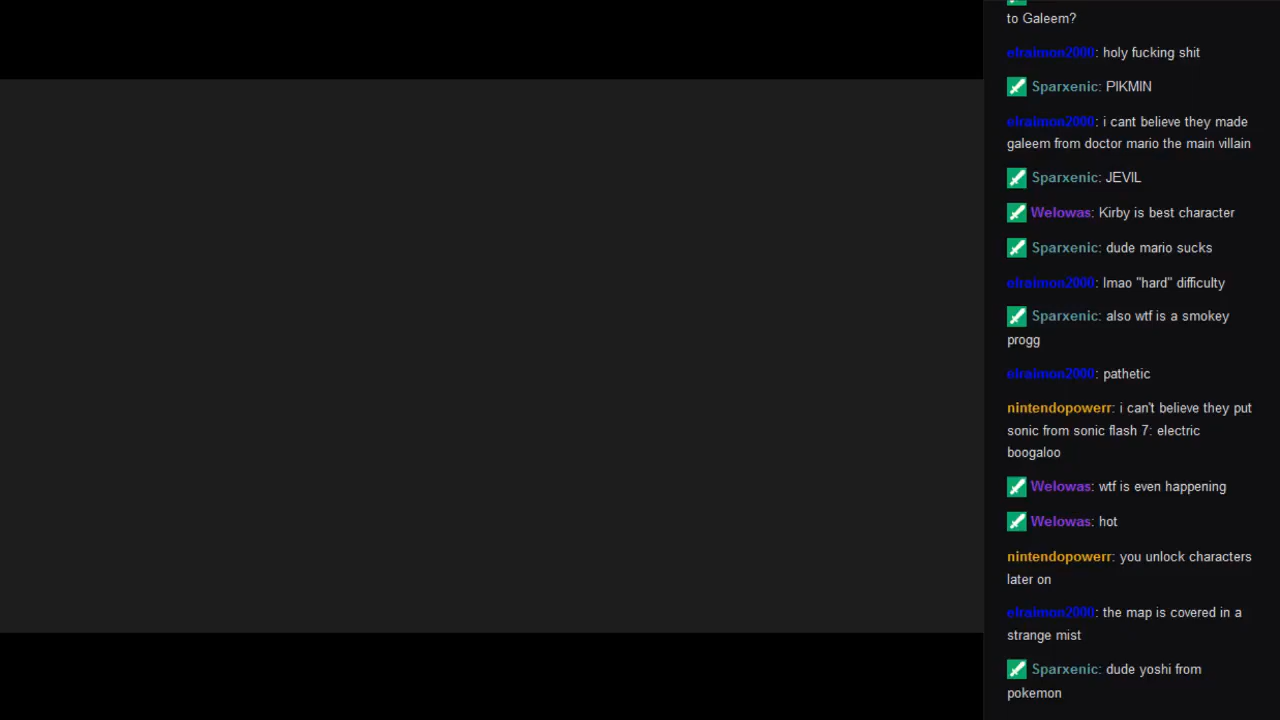 to Galeem?
elraimon2000: holy fucking shit
Sparxenic: PIKMIN
elraimon2000: i cant believe they made
galeem from doctor mario the main villain
Sparxenic: JEVIL
Welowas: Kirby is best character
Sparxenic: dude mario sucks
elraimon2000: lmao "hard" difficulty
Sparxenic: also wtf is a smokey
progg
elraimon2000: pathetic
nintendopowerr: i can't believe they put
sonic from sonic flash 7: electric
boogaloo
Welowas: wtf is even happening
Welowas: hot
nintendopowerr: you unlock characters
later on
elraimon2000: the map is covered in a
strange mist
Sparxenic: dude yoshi from
pokemon